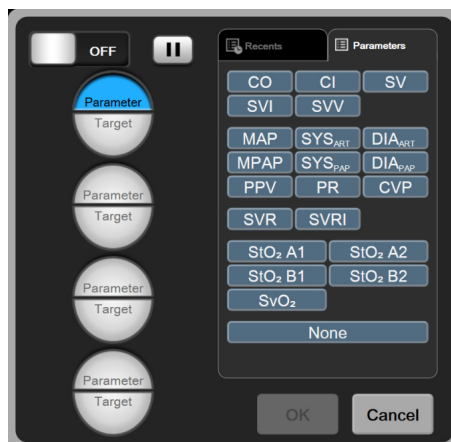 OFF
Recents
Parameters
Parameter
Target
Parameter
Target
Parameter
Target
Parameter
Target
CO CI SV
SVI SVV
MAP SYSART DIAART
MPAP SYSPAP DIAPAP
PPV PR CVP
SVR SVRI
StO₂ A1 StO₂ A2
StO₂ B1 StO₂ B2
SvO₂
None
OK Cancel